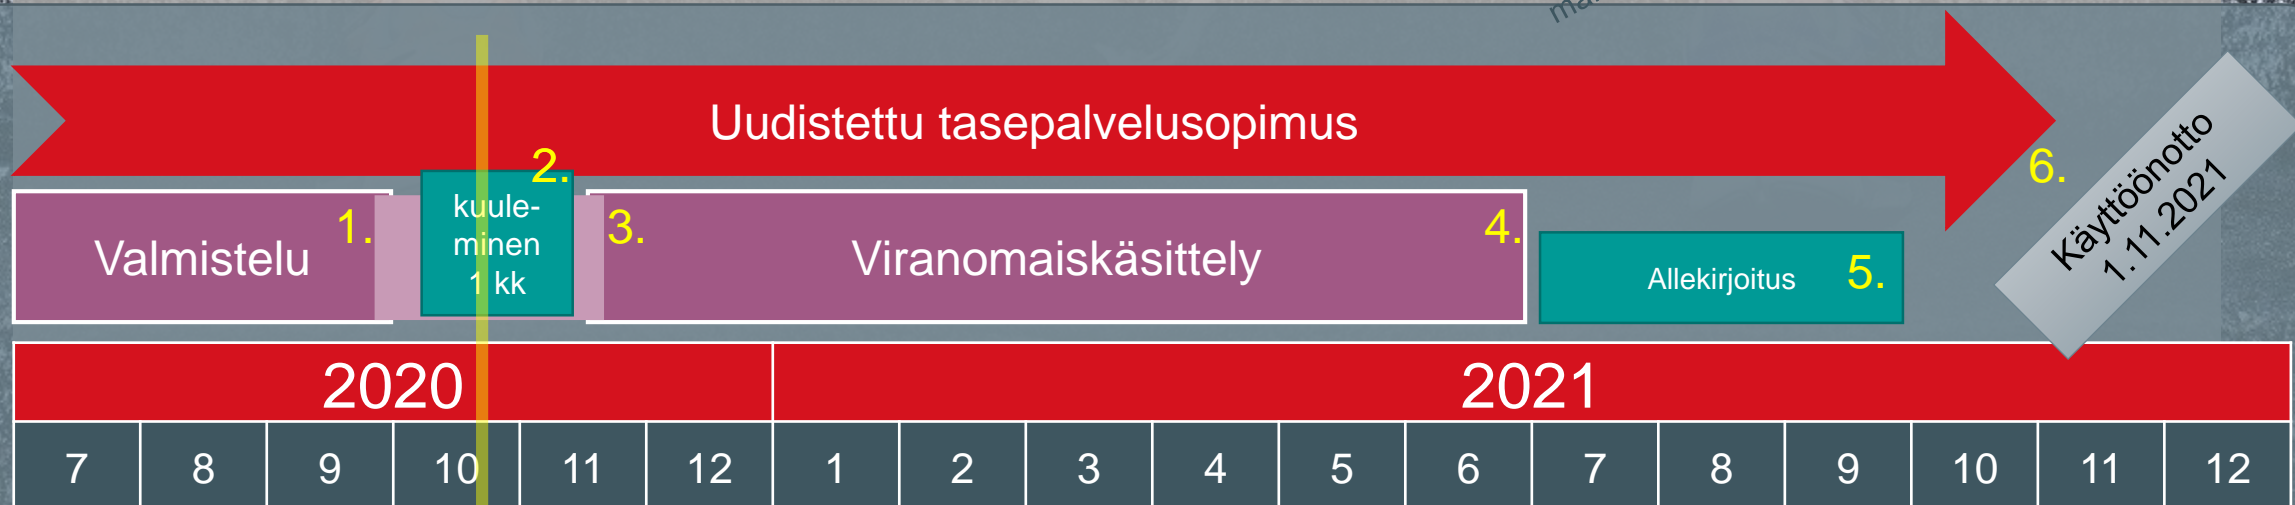 Uudistettu tasepalvelusopimus
1.
2.
3.
4.
5.
6.
Valmistelu
kuule-
minen
1 kk
Viranomaiskäsittely
Allekirjoitus
Käyttöönotto
1.11.2021
2020
2021
7 8 9 10 11 12 1 2 3 4 5 6 7 8 9 10 11 12